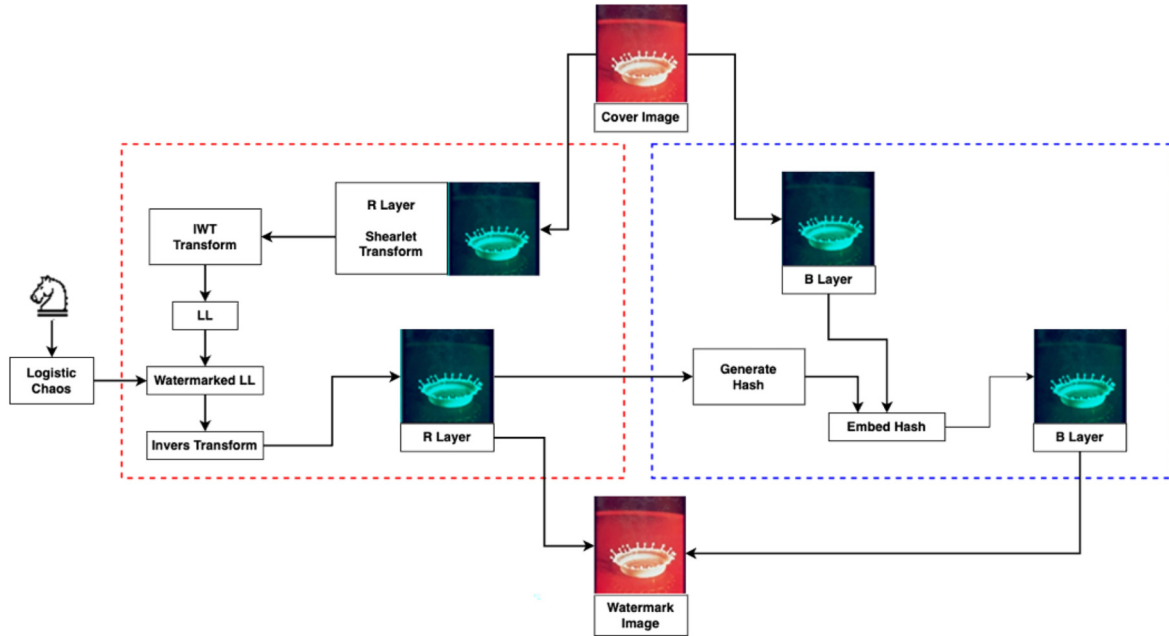 Cover Image
R Layer
Shearlet
Transform
IWT
Transform
B Layer
LL
Logistic
Chaos
Watermarked LL
Generate
Hash
Invers Transform
R Layer
Embed Hash
B Layer
Watermark
Image